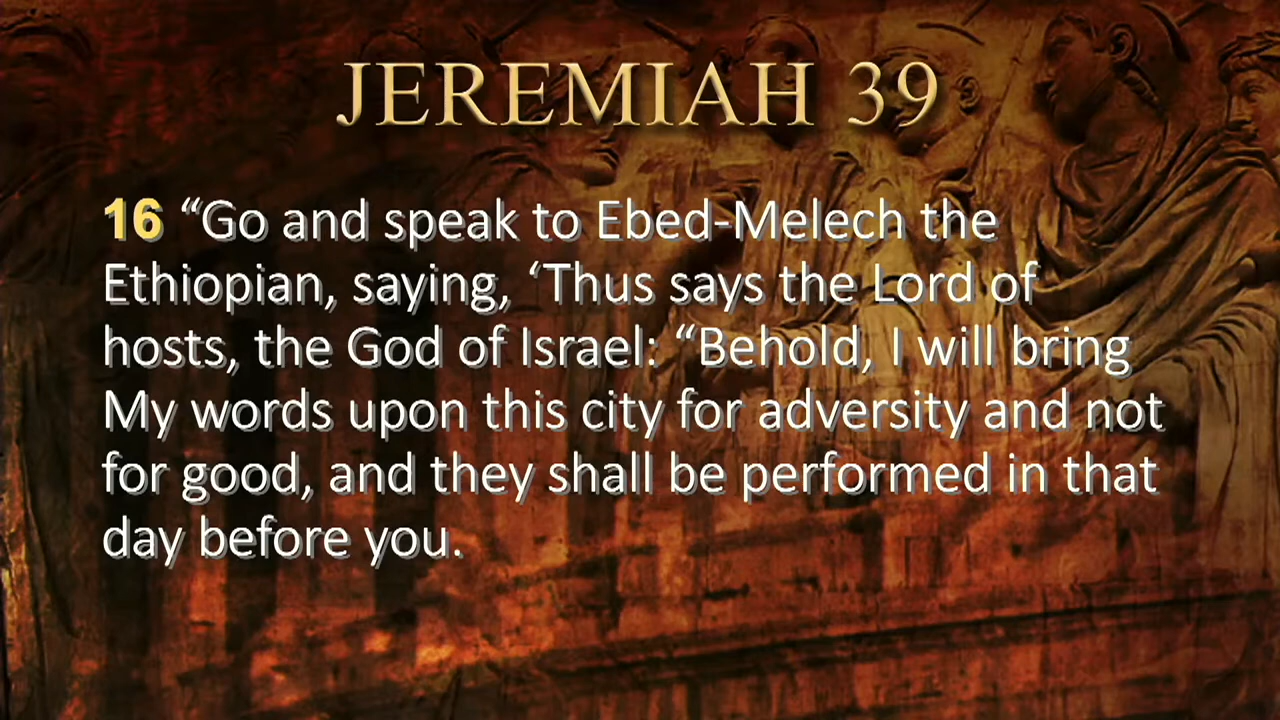 JEREMIAH 39
16 “Go and speak to Ebed-Melech the
Ethiopian, saying, ‘Thus says the Lord of
hosts, the God of Israel: “Behold, I will bring
My words upon this city for adversity and not
for good, and they shall be performed in that
day before you.